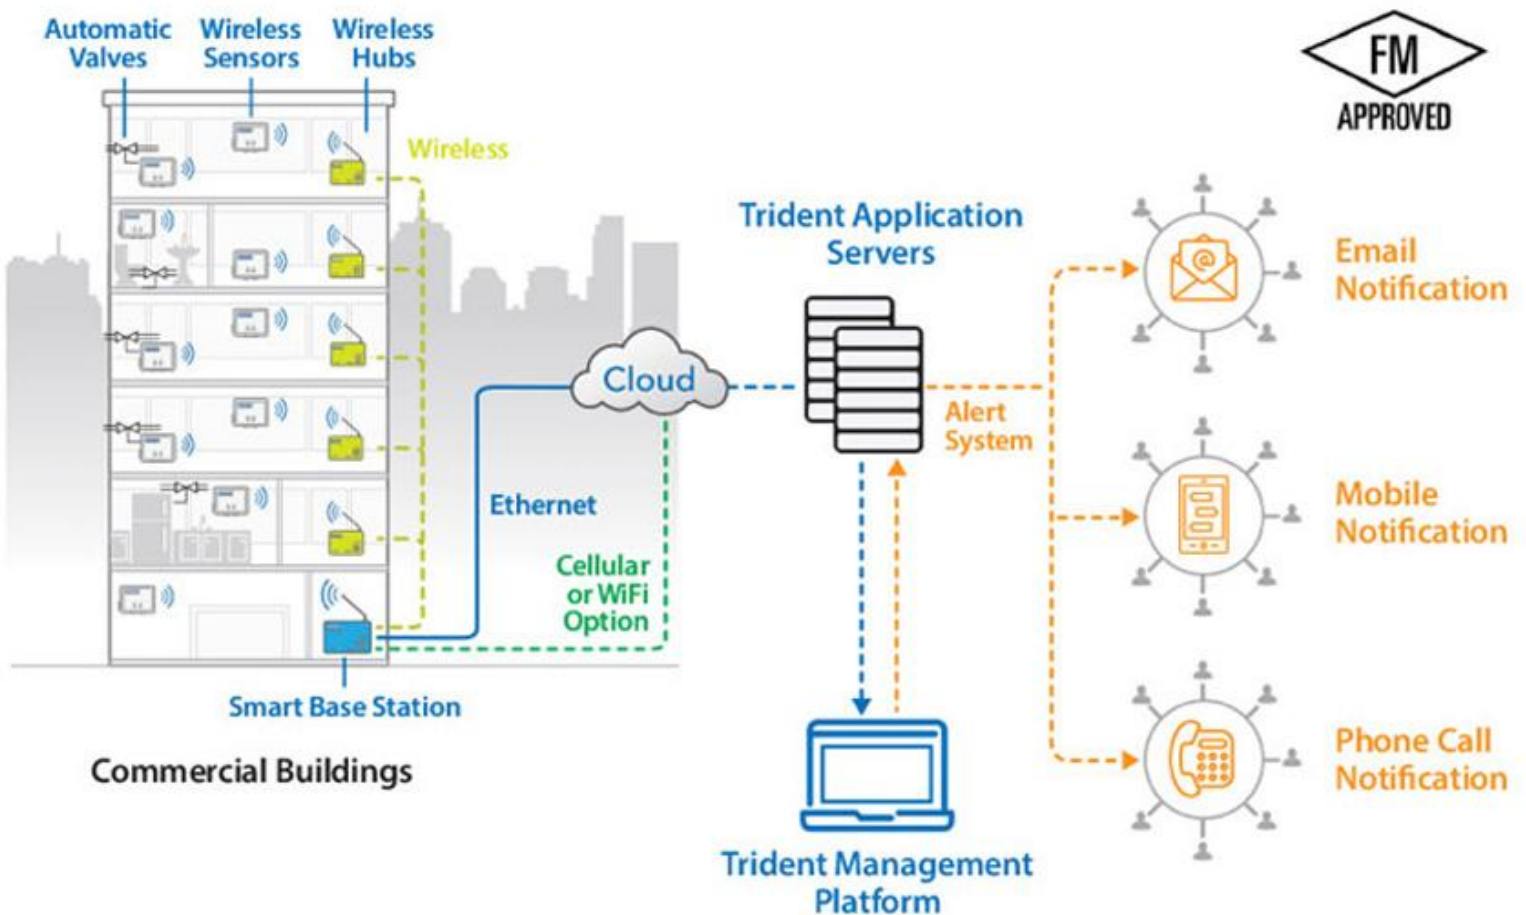 Automatic
Valves
Wireless
Sensors
Wireless
Hubs
FM
APPROVED
Wireless
Trident Application
Servers
Email
Notification
Cloud
Alert
System
Ethernet
Mobile
Notification
Cellular
or WiFi
Option
Smart Base Station
Commercial Buildings
Phone Call
Notification
Trident Management
Platform